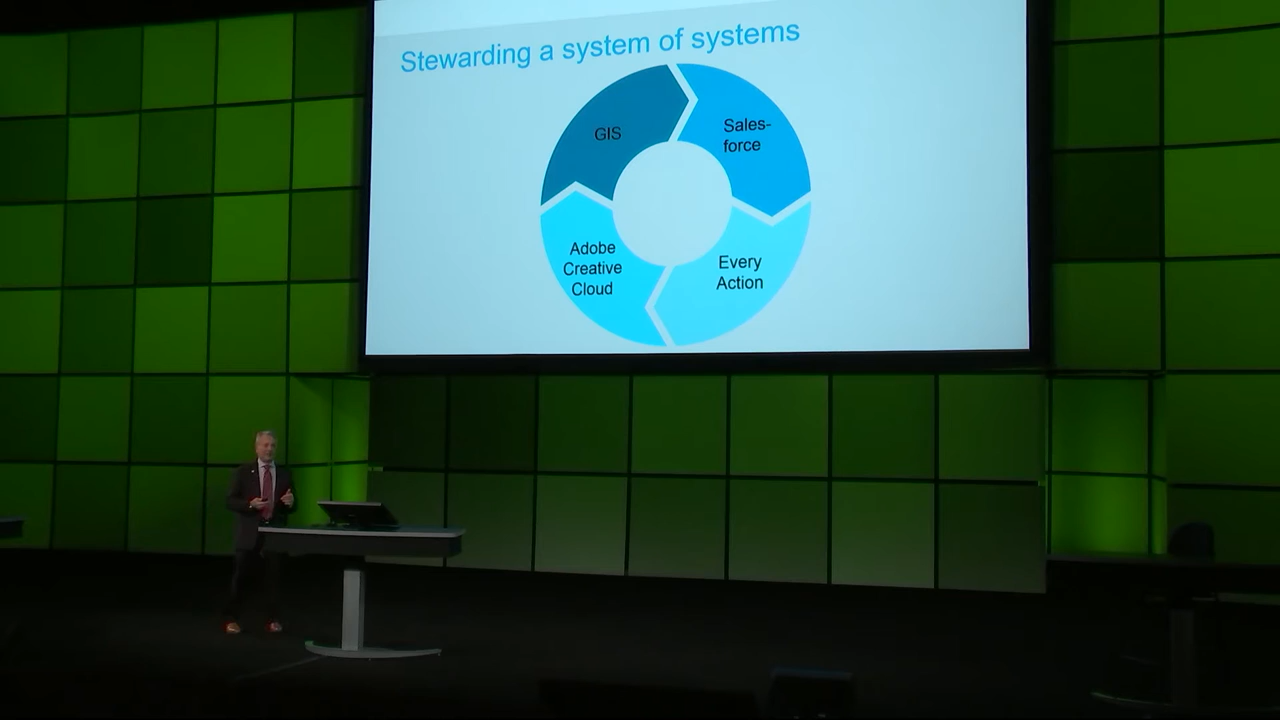 Stewarding a system of systems
GIS
Sales-
force
Adobe
Creative
Cloud
Every
Action